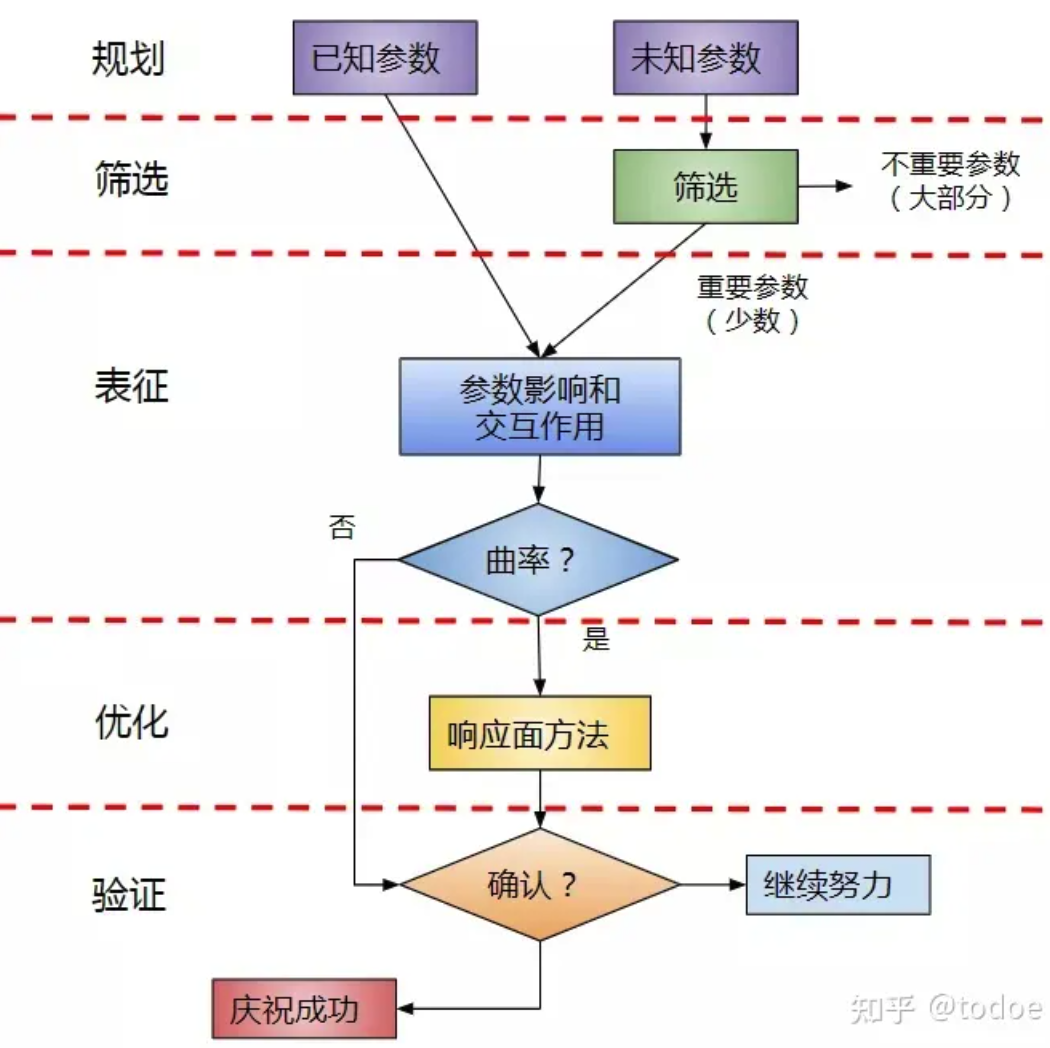 规划
已知参数
未知参数
筛选
筛选
不重要参数
（大部分）
重要参数
（少数）
表征
参数影响和
交互作用
否
曲率？
是
优化
响应面方法
验证
确认？
继续努力
庆祝成功
知乎 @todoe